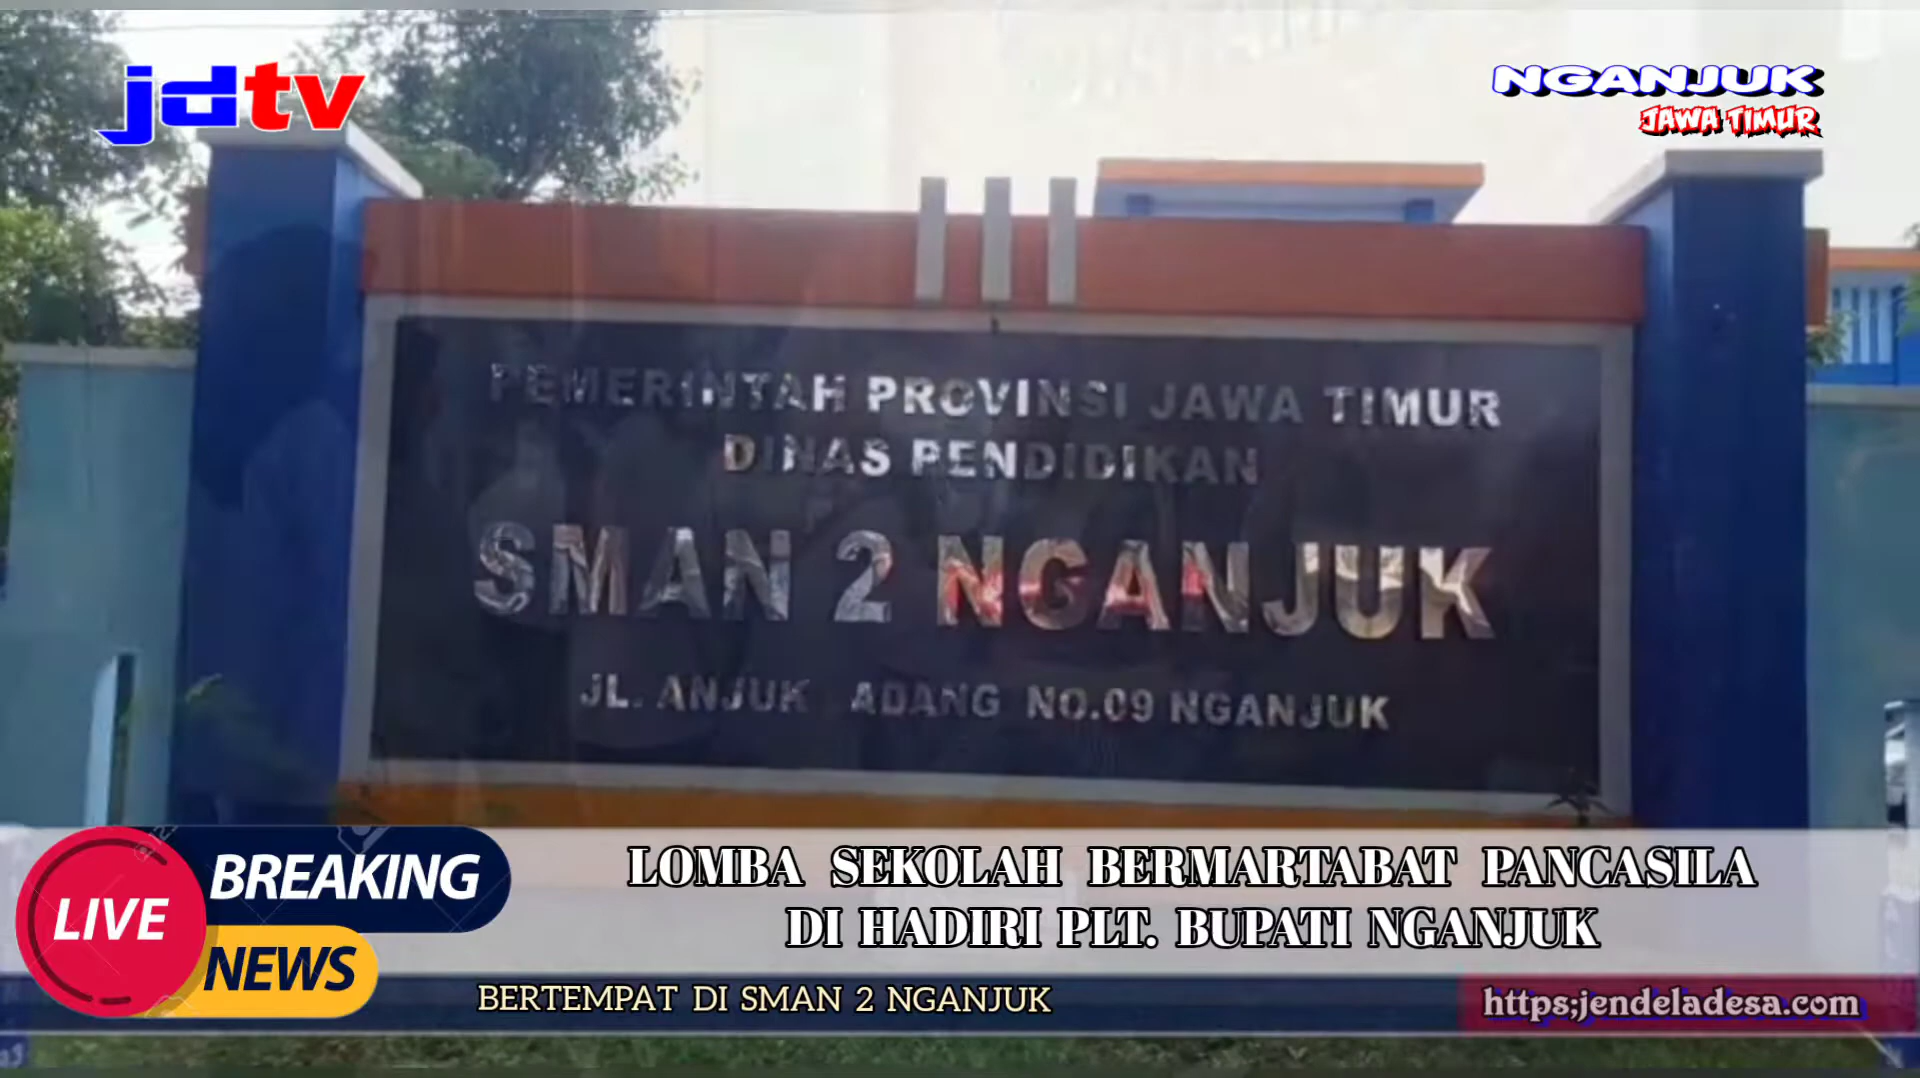 jdtv
NGANJUK
JAWA TIMUR
PEMERINTAH PROVINSI JAWA TIMUR
DINAS PENDIDIKAN
SMAN 2 NGANJUK
JL. ANJUK ADANG NO.09 NGANJUK
LIVE
BREAKING
NEWS
LOMBA SEKOLAH BERMARTABAT PANCASILA
DI HADIRI PLT. BUPATI NGANJUK
BERTEMPAT DI SMAN 2 NGANJUK
https;jendeladesa.com